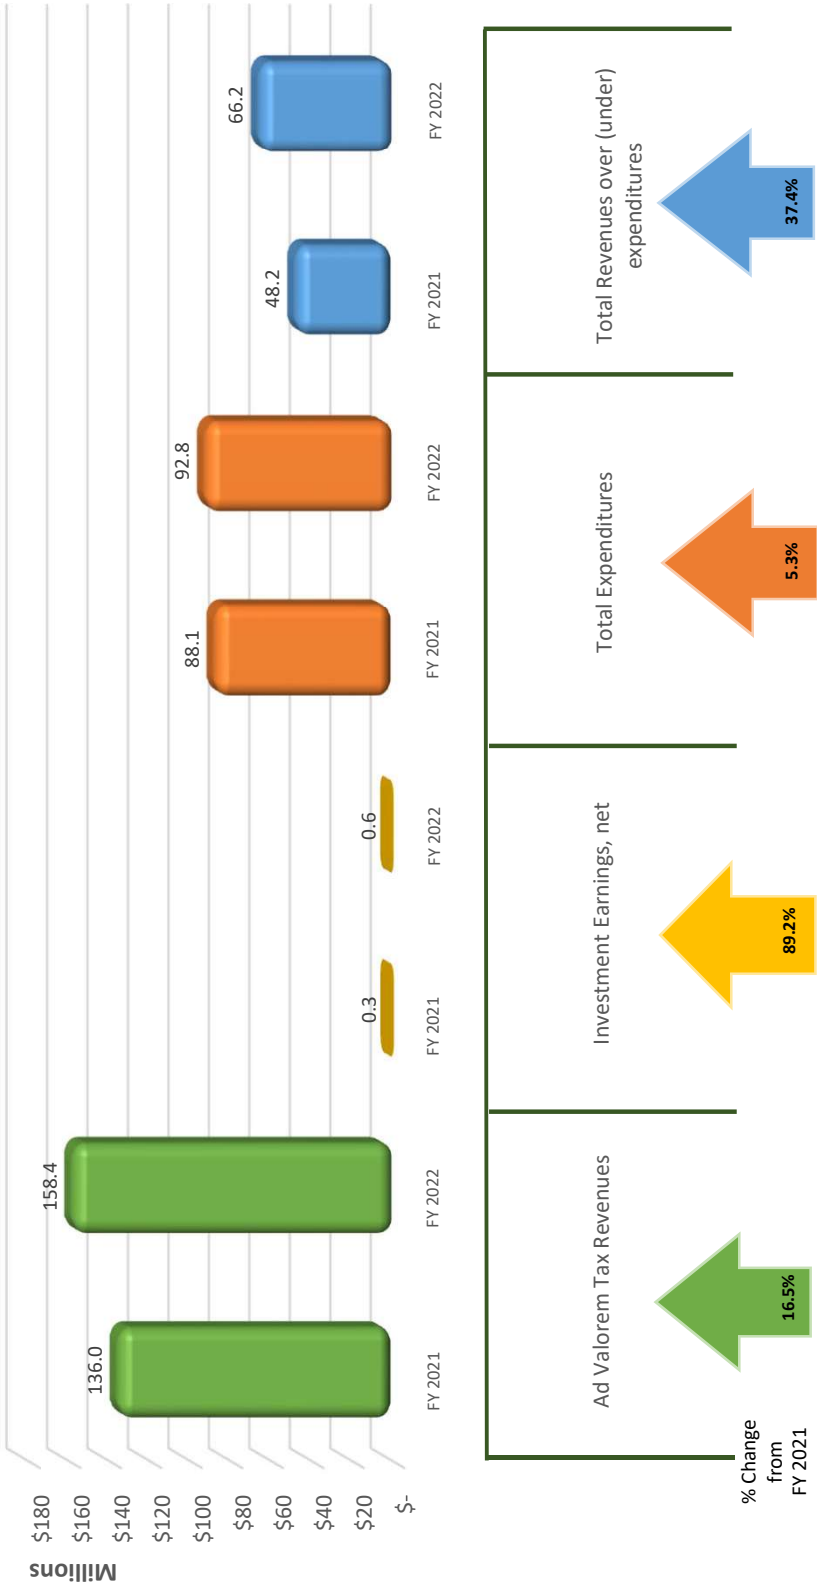 Millions
$180
$160
$140
$120
$100
$80
$60
$40
$20
$-
136.0
158.4
0.3
0.6
88.1
92.8
48.2
66.2
FY 2021
FY 2022
FY 2021
FY 2022
FY 2021
FY 2022
FY 2021
FY 2022
Ad Valorem Tax Revenues
Investment Earnings, net
Total Expenditures
Total Revenues over (under)
expenditures
% Change
from
FY 2021
16.5%
89.2%
5.3%
37.4%